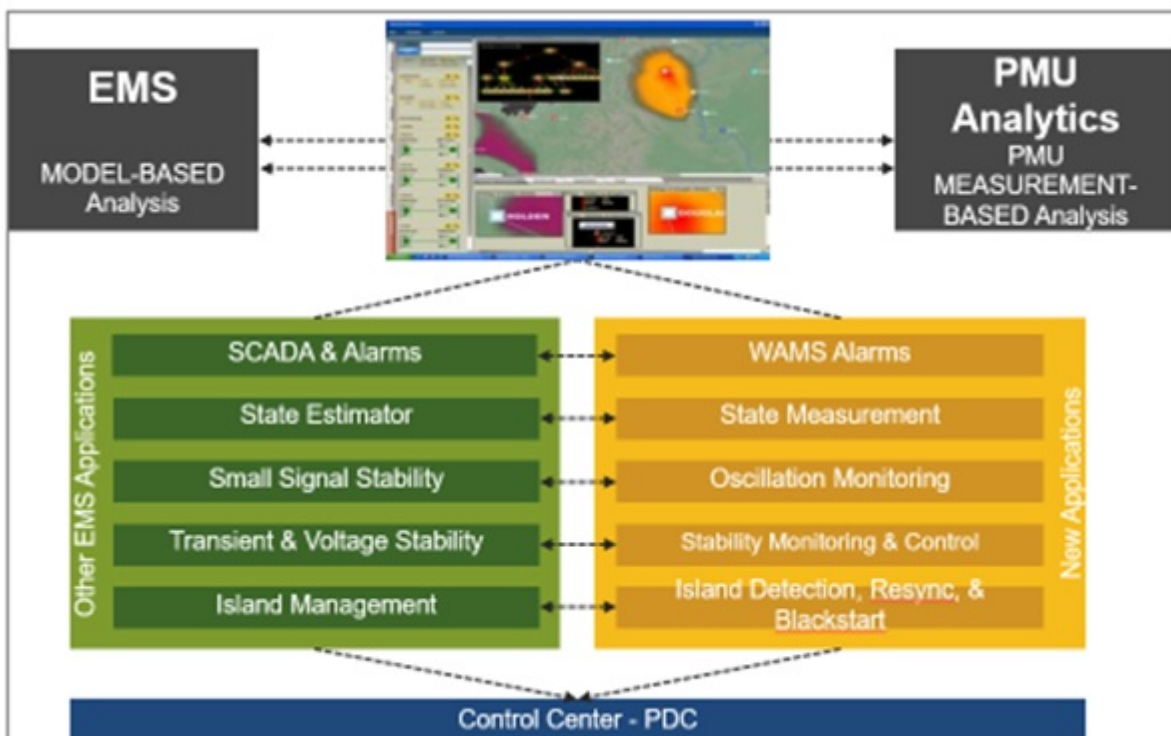 EMS
MODEL-BASED
Analysis
PMU
Analytics
PMU
MEASUREMENT-
BASED Analysis
HOLDEN
DOUGLAS
Other EMS Applications
SCADA & Alarms
State Estimator
Small Signal Stability
Transient & Voltage Stability
Island Management
WAMS Alarms
State Measurement
Oscillation Monitoring
Stability Monitoring & Control
Island Detection, Resync, &
Blackstart
New Applications
Control Center - PDC